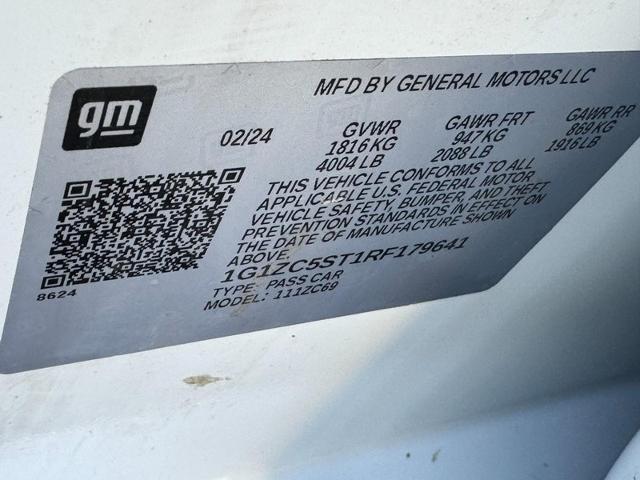 gm
MFD BY GENERAL MOTORS LLC
02/24
GVWR
1816 KG
4004 LB
GAWR FRT
947 KG
2088 LB
GAWR RR
869 KG
1916 LB
THIS VEHICLE CONFORMS TO ALL
APPLICABLE U.S. FEDERAL MOTOR
VEHICLE SAFETY, BUMPER, AND THEFT
PREVENTION STANDARDS IN EFFECT ON
THE DATE OF MANUFACTURE SHOWN
ABOVE.
1G1ZC5ST1RF179641
TYPE: PASS CAR
MODEL: 111ZC69
8624